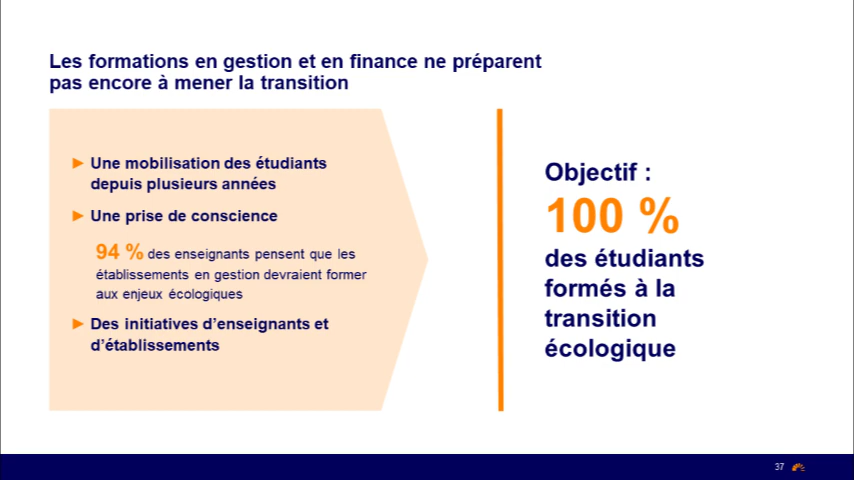 Les formations en gestion et en finance ne préparent
pas encore à mener la transition
Une mobilisation des étudiants
depuis plusieurs années
Une prise de conscience
94 % des enseignants pensent que les
établissements en gestion devraient former
aux enjeux écologiques
Des initiatives d’enseignants et
d’établissements
Objectif :
100 %
des étudiants
formés à la
transition
écologique
37